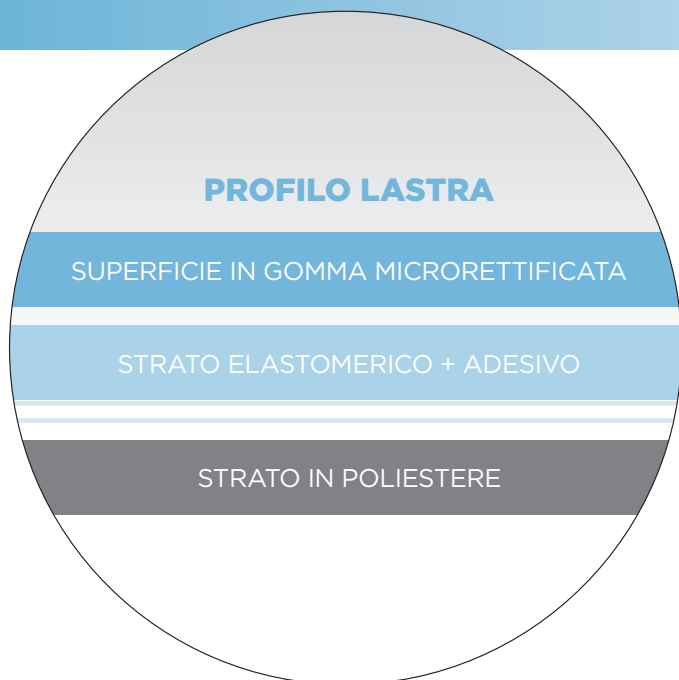 PROFILO LASTRA
SUPERFICIE IN GOMMA MICRORETTIFICATA
STRATO ELASTOMERICO + ADESIVO
STRATO IN POLIESTERE